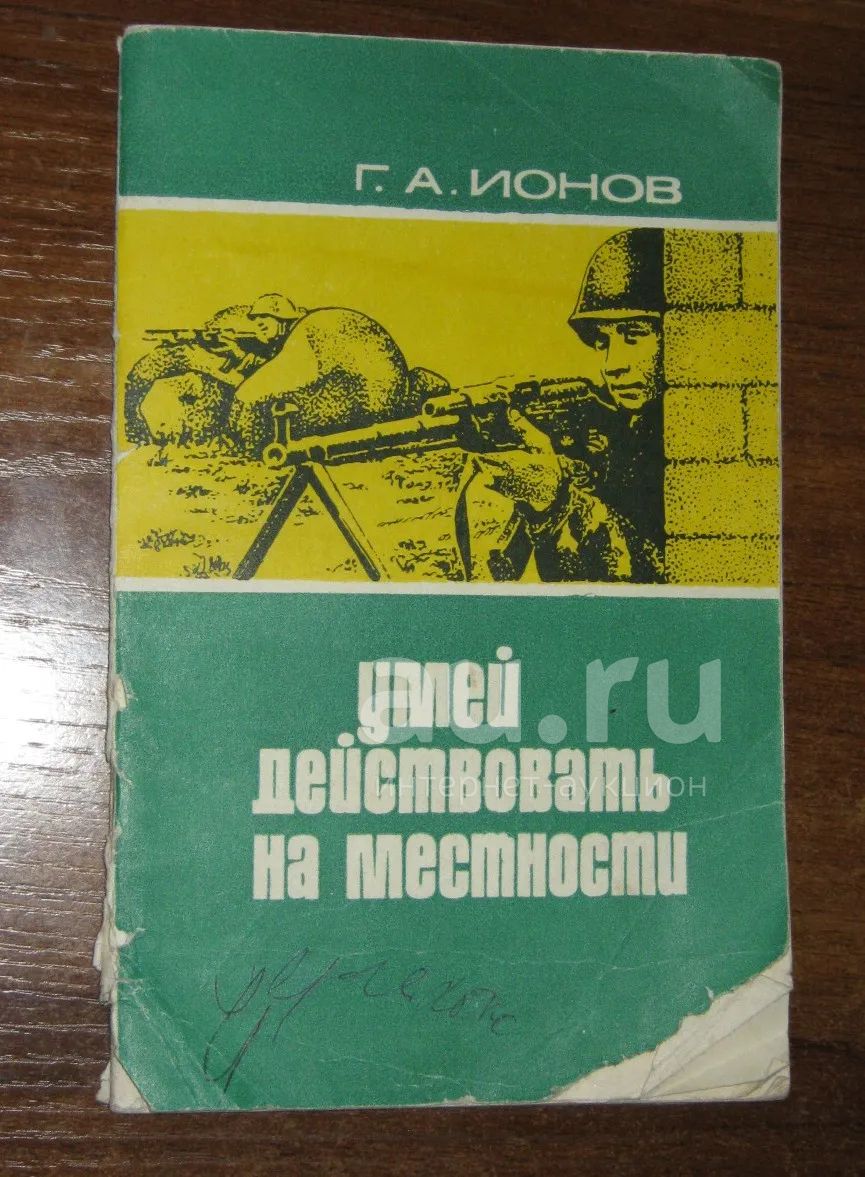 Г. А. ИОНОВ
умей
au.ru
действовать
интернет-аукцион
на местности